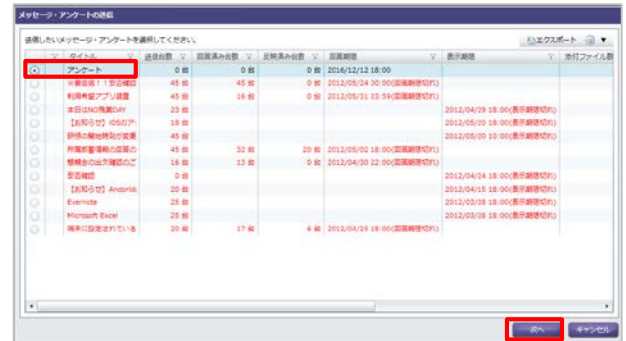 メッセージ・アンケートの送信
送信したいメッセージ・アンケートを選択してください。 エクスポート
タイトル 送信台数 回答済み台数 反映済み台数 回答期限 表示期限 添付ファイル数
アンケート 0 台 0 台 0 台 2016/12/12 18:00
※要返信！！安否確認 45 台 45 台 0 台 2012/05/24 00:00(回答期限切れ)
利用希望アプリ調査 45 台 16 台 0 台 2012/05/31 23:59(回答期限切れ)
本日はNO残業DAY 23 台 2012/04/29 18:00(表示期限切れ)
【お知らせ】iOSのア 18 台 2012/05/20 18:00(表示期限切れ)
研修の開始時刻が変更 45 台 2012/05/20 10:00(表示期限切れ)
所属部署情報の回答の 45 台 32 台 20 台 2012/05/02 18:00(回答期限切れ)
懇親会の出欠確認のご 16 台 13 台 0 台 2012/04/30 22:00(回答期限切れ)
安否確認 0 台 2012/04/24 18:00(表示期限切れ)
【お知らせ】Andorid 20 台 2012/04/15 18:00(表示期限切れ)
Evernote 25 台 2012/03/28 18:00(表示期限切れ)
Microsoft Excel 25 台 2012/03/28 18:00(表示期限切れ)
端末に設定されている 20 台 17 台 6 台 2012/04/26 18:00(回答期限切れ)
次へ キャンセル